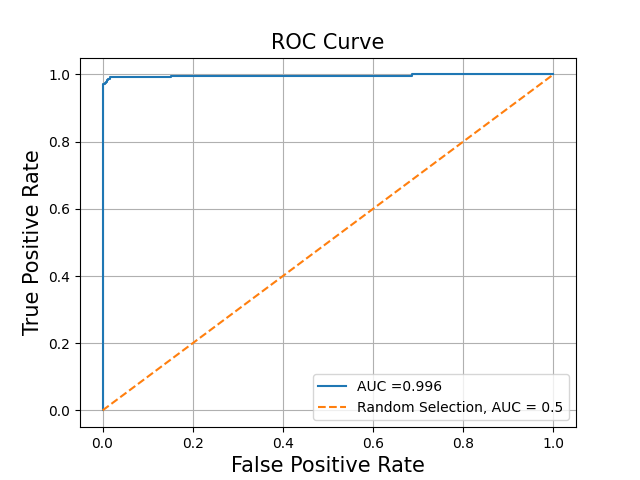 ROC Curve
True Positive Rate
1.0
0.8
0.6
0.4
0.2
0.0
AUC =0.996
Random Selection, AUC = 0.5
0.0 0.2 0.4 0.6 0.8 1.0
False Positive Rate